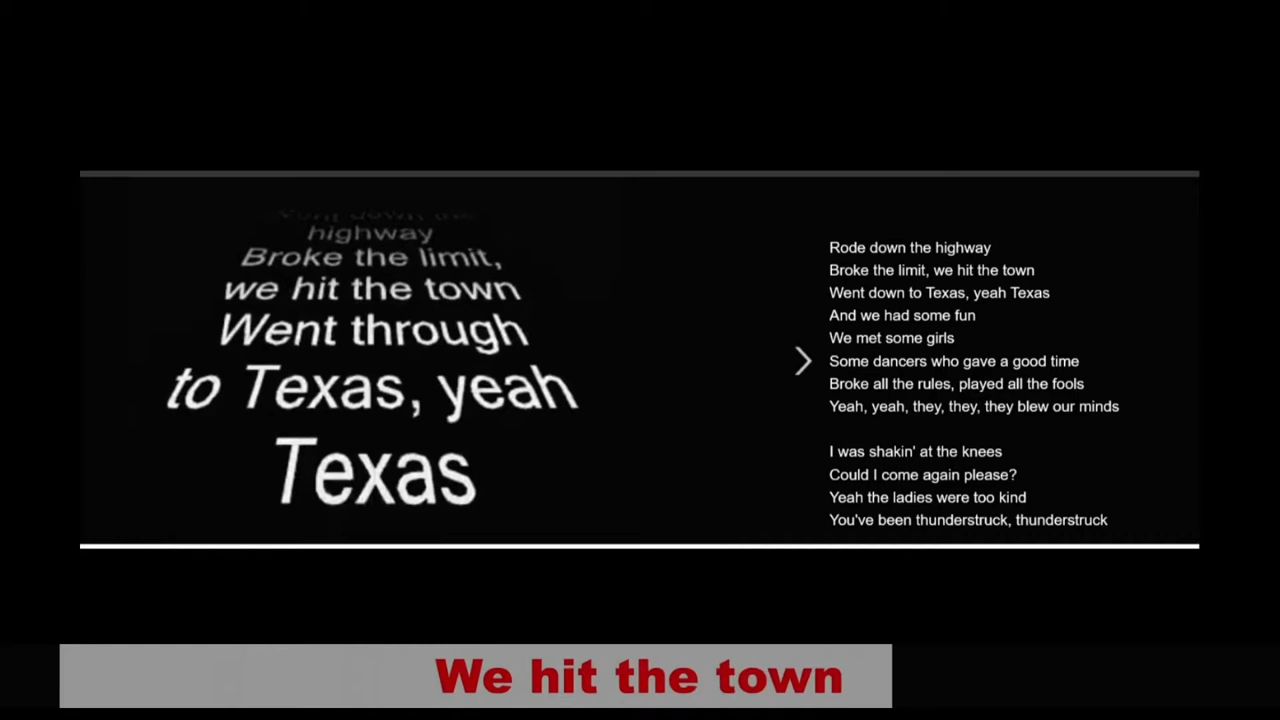 highway
Broke the limit,
we hit the town
Went through
to Texas, yeah
Texas
Rode down the highway
Broke the limit, we hit the town
Went down to Texas, yeah Texas
And we had some fun
We met some girls
Some dancers who gave a good time
Broke all the rules, played all the fools
Yeah, yeah, they, they, they blew our minds
I was shakin' at the knees
Could I come again please?
Yeah the ladies were too kind
You've been thunderstruck, thunderstruck
We hit the town